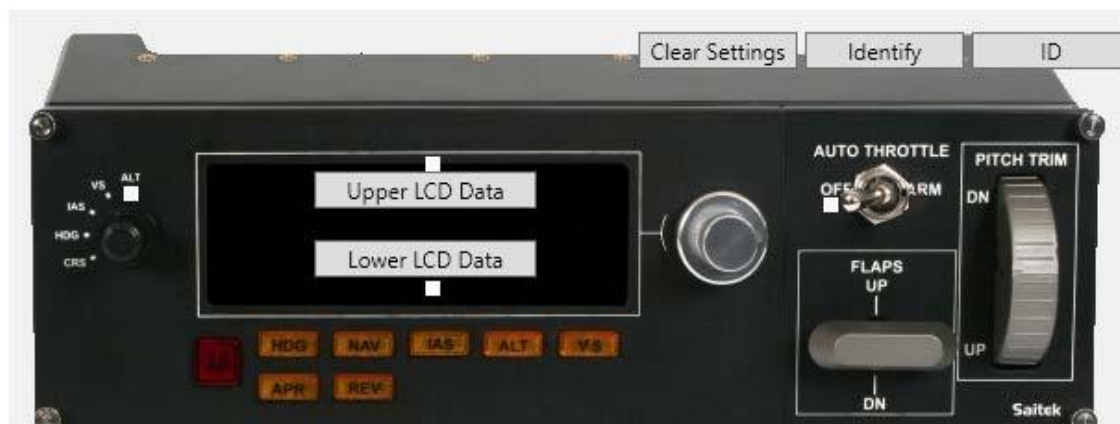 Clear Settings
Identify
ID
AUTO THROTTLE
PITCH TRIM
ALT
VS
Upper LCD Data
OFF
ARM
DN
IAS
HDG
CRS
Lower LCD Data
FLAPS
UP
HDG
NAV
IAS
ALT
VS
UP
APR
REV
DN
Saitek